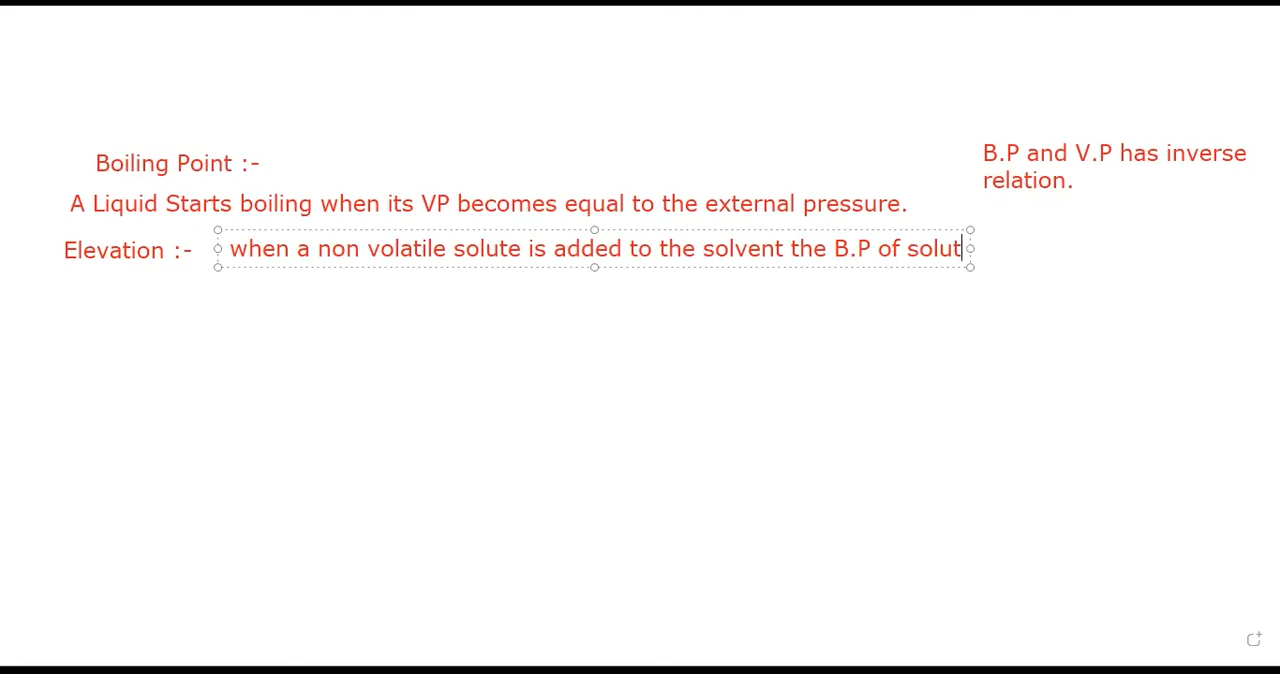 Boiling Point :-
B.P and V.P has inverse
relation.
A Liquid Starts boiling when its VP becomes equal to the external pressure.
Elevation :- when a non volatile solute is added to the solvent the B.P of solut